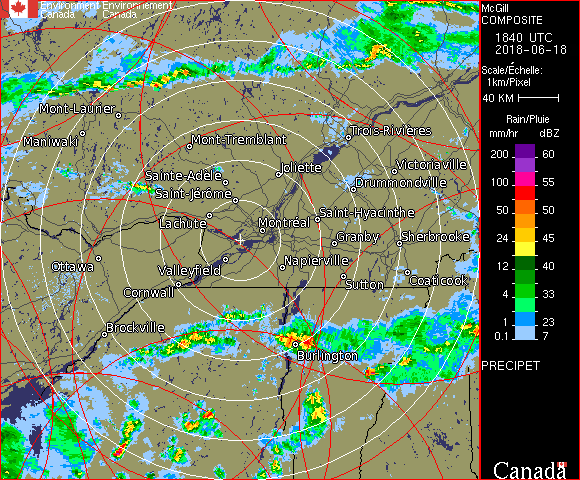 Environment Environnement
Canada Canada
McGill
COMPOSITE
1840 UTC
2018-06-18
Scale/Échelle:
1km/Pixel
40 KM
Rain/Pluie
mm/hr dBZ
200 60
100 55
50 50
24 45
12 40
4 33
1 23
0.1 7
PRECIPET
Canada
Mont-Laurier
Trois-Rivières
Maniwaki
Mont-Tremblant
Victoriaville
Joliette
Sainte-Adèle
Drummondville
Saint-Jérôme
Saint-Hyacinthe
Lachute
Montréal
Granby
Sherbrooke
Ottawa
Napierville
Valleyfield
Coaticook
Sutton
Cornwall
Brockville
Burlington